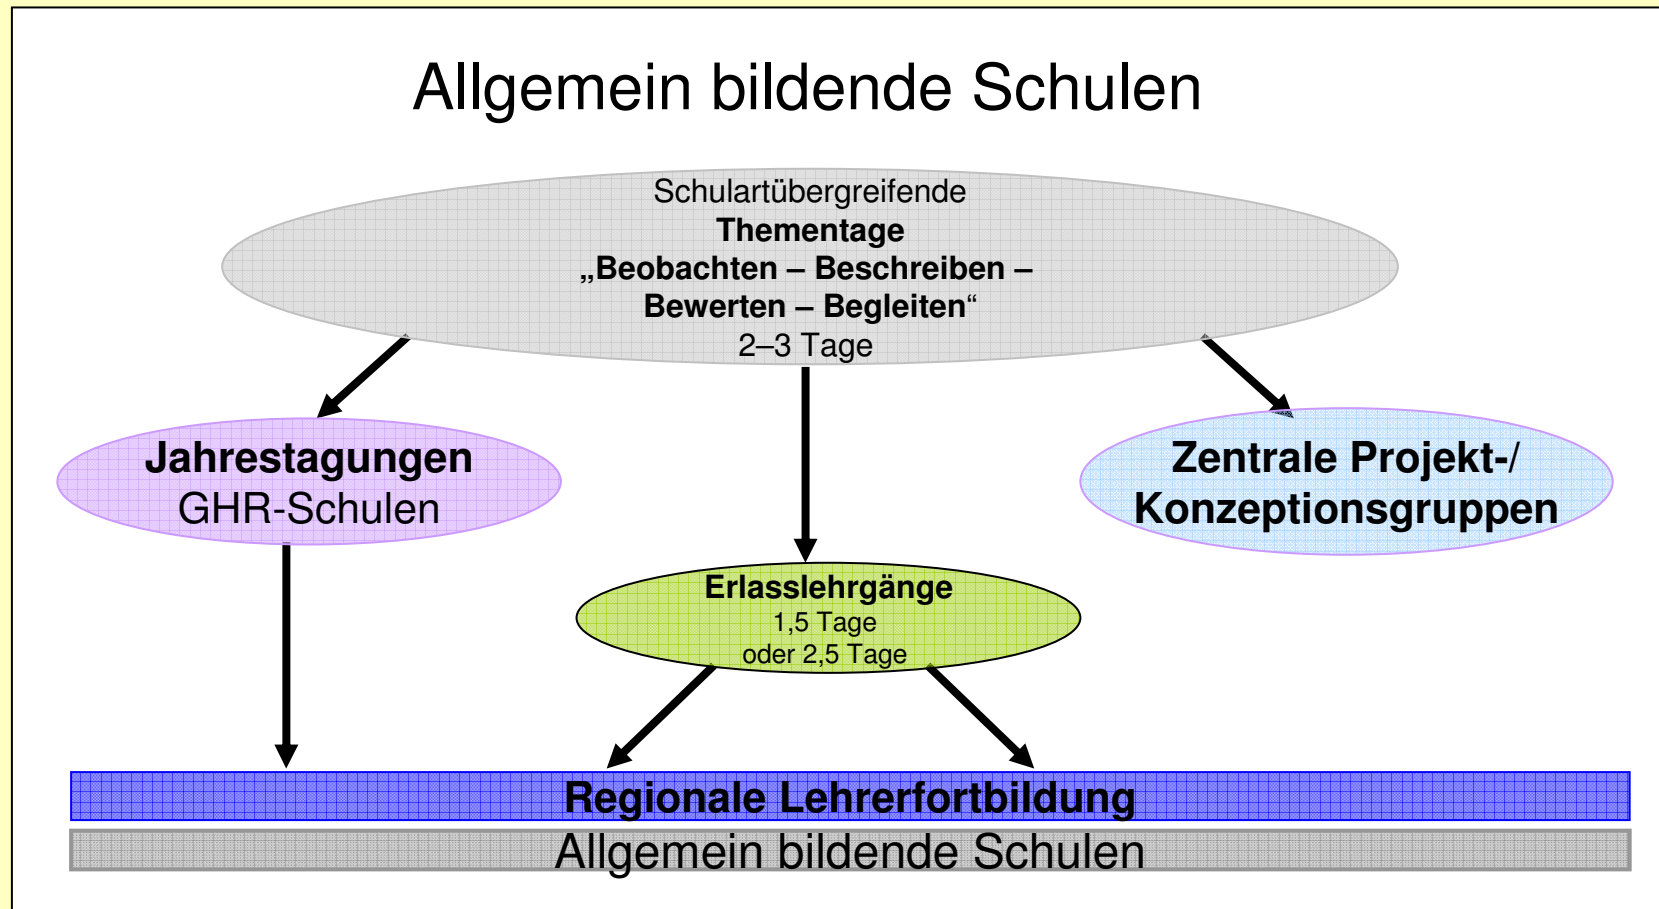 Allgemein bildende Schulen
Schulartübergreifende
Thementage
„Beobachten – Beschreiben –
Bewerten – Begleiten“
2–3 Tage
Jahrestagungen
GHR-Schulen
Zentrale Projekt-/
Konzeptionsgruppen
Erlasslehrgänge
1,5 Tage
oder 2,5 Tage
Regionale Lehrerfortbildung
Allgemein bildende Schulen